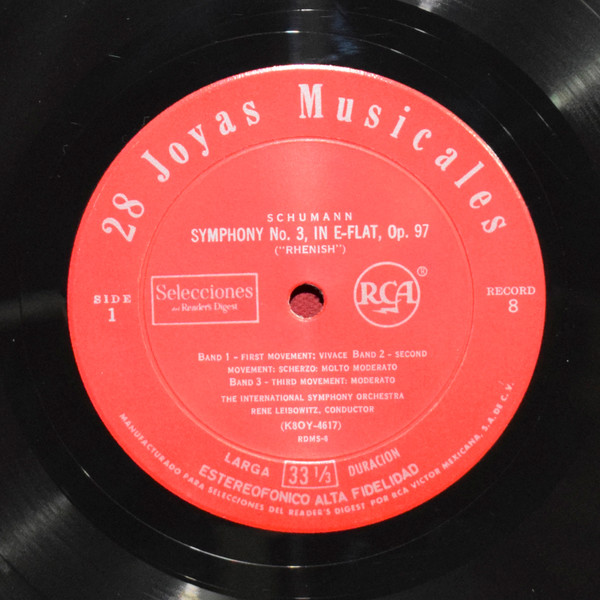 28 Joyas Musicales
SCHUMANN
SYMPHONY No. 3, IN E-FLAT, Op. 97
("RHENISH")
SIDE
1
Selecciones
del Reader's Digest
RCA®
RECORD
8
BAND 1 - FIRST MOVEMENT: VIVACE BAND 2 - SECOND
MOVEMENT: SCHERZO: MOLTO MODERATO
BAND 3 - THIRD MOVEMENT: MODERATO
THE INTERNATIONAL SYMPHONY ORCHESTRA
RENE LEIBOWITZ, CONDUCTOR
(K8OY-4617)
RDMS-8
LARGA 33 1/3 DURACION
ESTEREOFONICO ALTA FIDELIDAD
MANUFACTURADO PARA SELECCIONES DEL READER'S DIGEST POR RCA VICTOR MEXICANA, S.A. DE C.V.